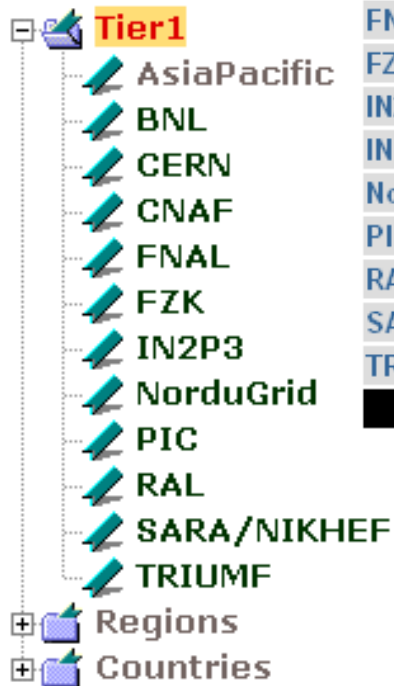 Tier1
AsiaPacific
BNL
CERN
CNAF
FNAL
FZK
IN2P3
NorduGrid
PIC
RAL
SARA/NIKHEF
TRIUMF
Regions
Countries